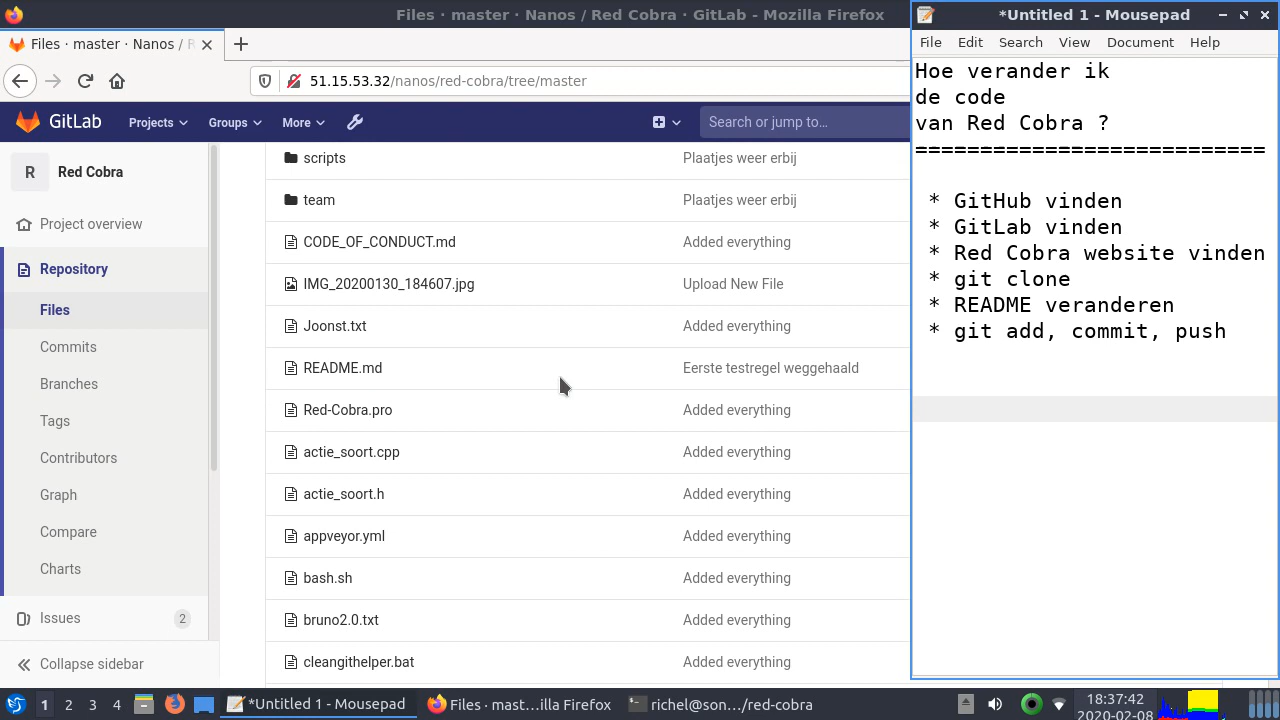 Files · master · Nanos / Red Cobra · GitLab - Mozilla Firefox
*Untitled 1 - Mousepad
Files · master · Nanos / R
File Edit Search View Document Help
51.15.53.32/nanos/red-cobra/tree/master
GitLab
Projects
Groups
More
Search or jump to...
R
Red Cobra
Project overview
Repository
Files
Commits
Branches
Tags
Contributors
Graph
Compare
Charts
Issues
2
Collapse sidebar
scripts Plaatjes weer erbij
team Plaatjes weer erbij
CODE_OF_CONDUCT.md Added everything
IMG_20200130_184607.jpg Upload New File
Joonst.txt Added everything
README.md Eerste testregel weggehaald
Red-Cobra.pro Added everything
actie_soort.cpp Added everything
actie_soort.h Added everything
appveyor.yml Added everything
bash.sh Added everything
bruno2.0.txt Added everything
cleangithelper.bat Added everything
Hoe verander ik
de code
van Red Cobra ?
===========================
* GitHub vinden
* GitLab vinden
* Red Cobra website vinden
* git clone
* README veranderen
* git add, commit, push
1 2 3 4
*Untitled 1 - Mousepad
Files · mast...illa Firefox
richel@son.../red-cobra
18:37:42
2020-02-08